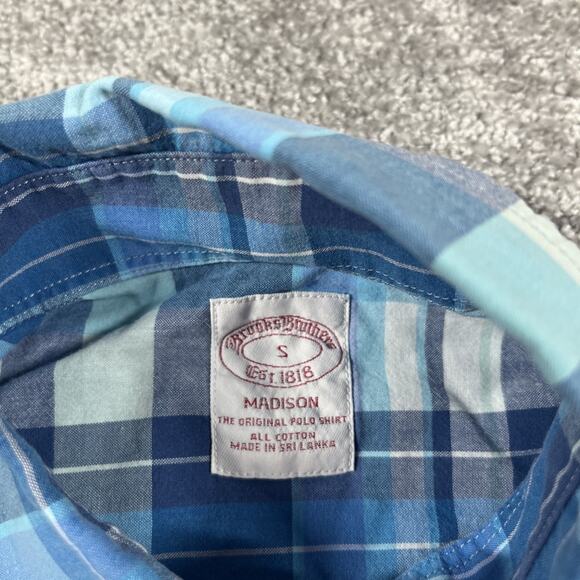 Brooks Brothers
S
Est. 1818
MADISON
THE ORIGINAL POLO SHIRT
ALL COTTON
MADE IN SRI LANKA